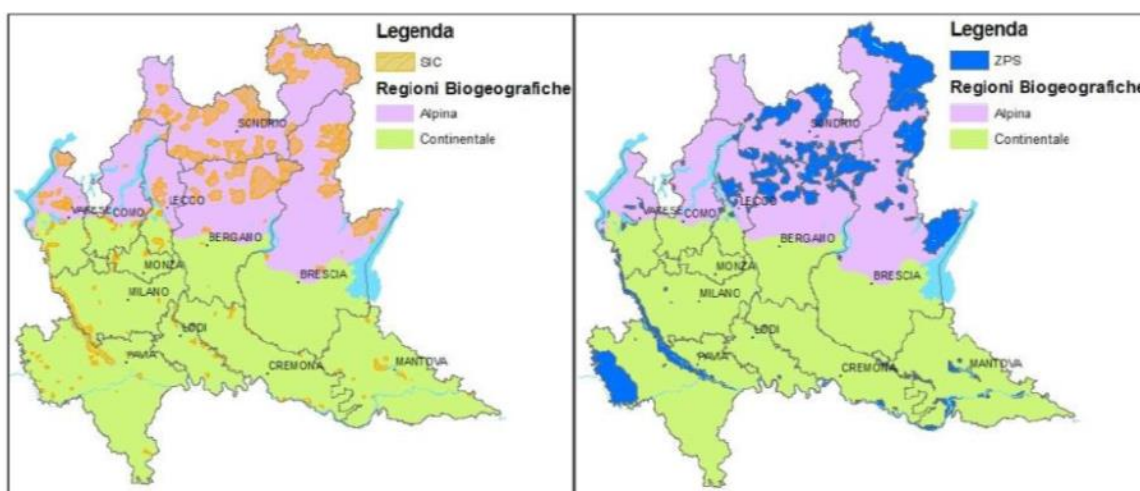 Legenda
SIC
Regioni Biogeografiche
Alpina
Continentale
SONDRIO
LECCO
VARESE
COMO
BERGAMO
MONZA
BRESCIA
MILANO
LODI
PAVIA
CREMONA
MANTOVA
Legenda
ZPS
Regioni Biogeografiche
Alpina
Continentale
SONDRIO
LECCO
VARESE
COMO
BERGAMO
MONZA
BRESCIA
MILANO
LODI
PAVIA
CREMONA
MANTOVA